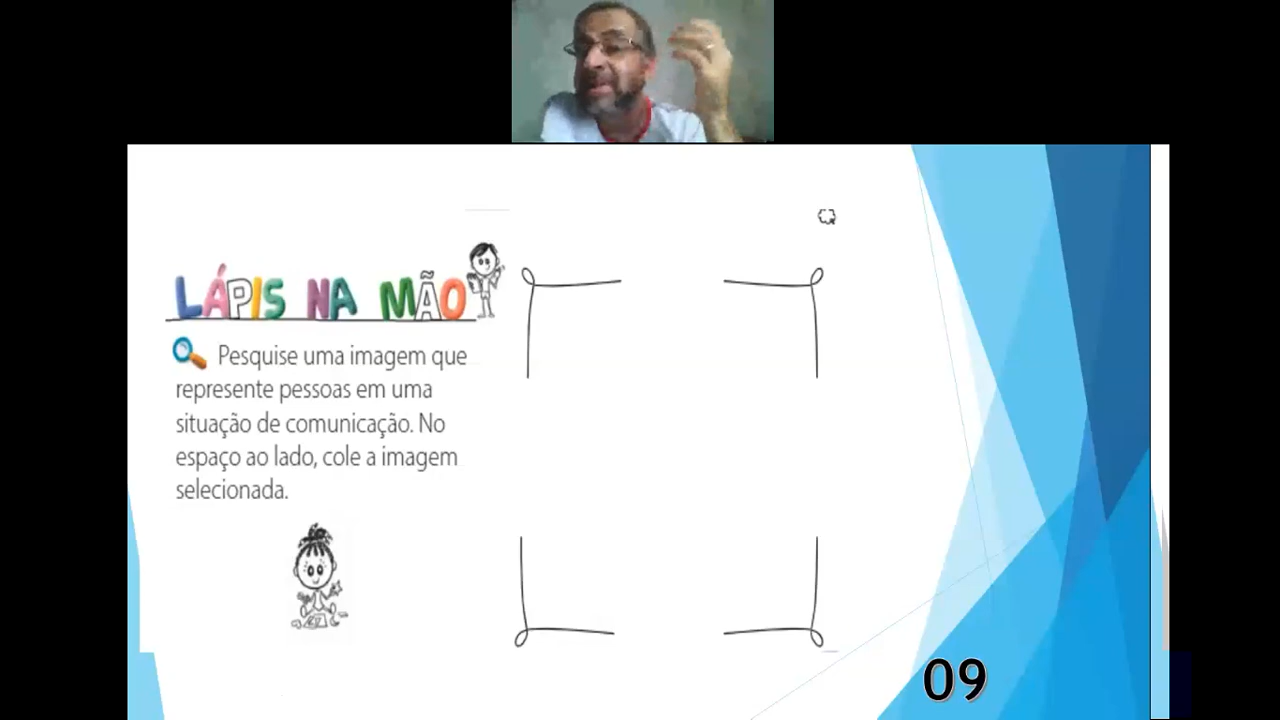 LÁPIS NA MÃO
Pesquise uma imagem que
represente pessoas em uma
situação de comunicação. No
espaço ao lado, cole a imagem
selecionada.
09